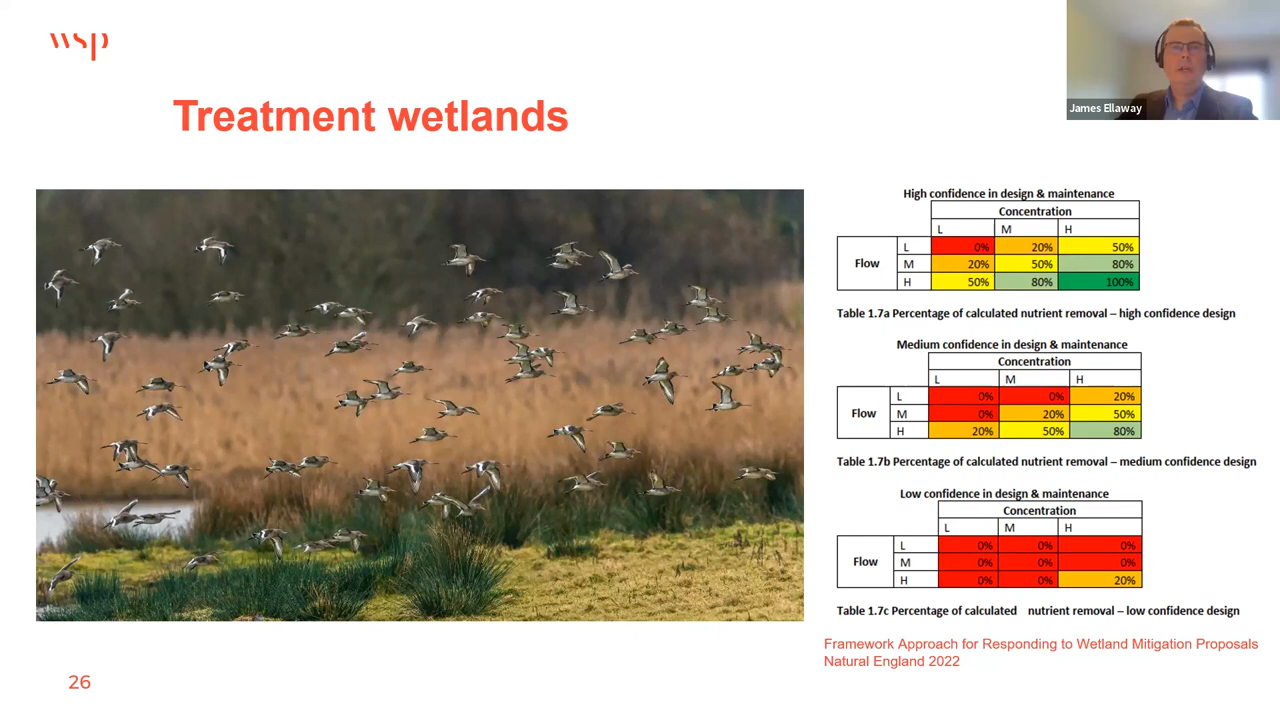 wsp
James Ellaway
Treatment wetlands
High confidence in design & maintenance
Concentration
L M H
L 0% 20% 50%
Flow M 20% 50% 80%
H 50% 80% 100%
Table 1.7a Percentage of calculated nutrient removal – high confidence design
Medium confidence in design & maintenance
Concentration
L M H
L 0% 0% 20%
Flow M 0% 20% 50%
H 20% 50% 80%
Table 1.7b Percentage of calculated nutrient removal – medium confidence design
Low confidence in design & maintenance
Concentration
L M H
L 0% 0% 0%
Flow M 0% 0% 0%
H 0% 0% 20%
Table 1.7c Percentage of calculated nutrient removal – low confidence design
Framework Approach for Responding to Wetland Mitigation Proposals
Natural England 2022
26